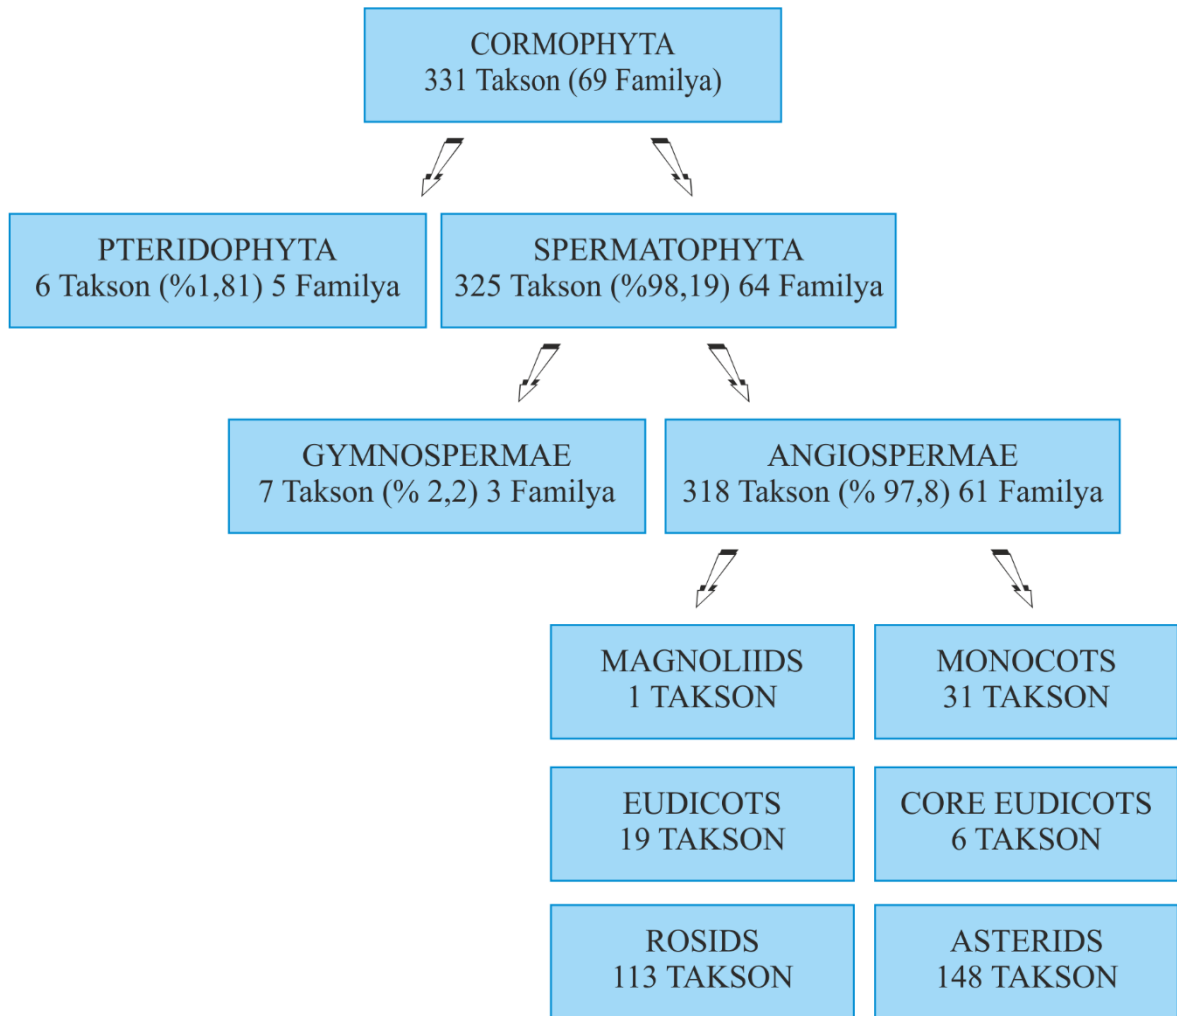 CORMOPHYTA
331 Takson (69 Familya)
PTERIDOPHYTA
6 Takson (%1,81) 5 Familya
SPERMATOPHYTA
325 Takson (%98,19) 64 Familya
GYMNOSPERMAE
7 Takson (% 2,2) 3 Familya
ANGIOSPERMAE
318 Takson (% 97,8) 61 Familya
MAGNOLIIDS
1 TAKSON
MONOCOTS
31 TAKSON
EUDICOTS
19 TAKSON
CORE EUDICOTS
6 TAKSON
ROSIDS
113 TAKSON
ASTERIDS
148 TAKSON